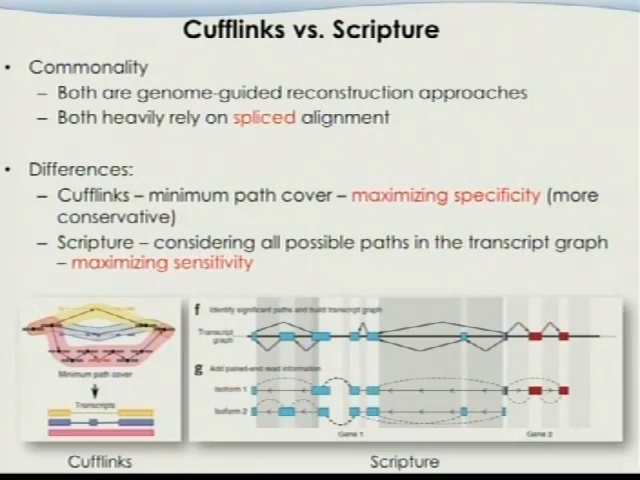 Cufflinks vs. Scripture
• Commonality
– Both are genome-guided reconstruction approaches
– Both heavily rely on spliced alignment
• Differences:
– Cufflinks – minimum path cover – maximizing specificity (more
conservative)
– Scripture – considering all possible paths in the transcript graph
– maximizing sensitivity
f Identify significant paths and build transcript graph
Transcript
graph
Minimum path cover
g Add paired-end read information
Transcripts
Isoform 1
Isoform 2
Gene 1
Gene 2
Cufflinks
Scripture